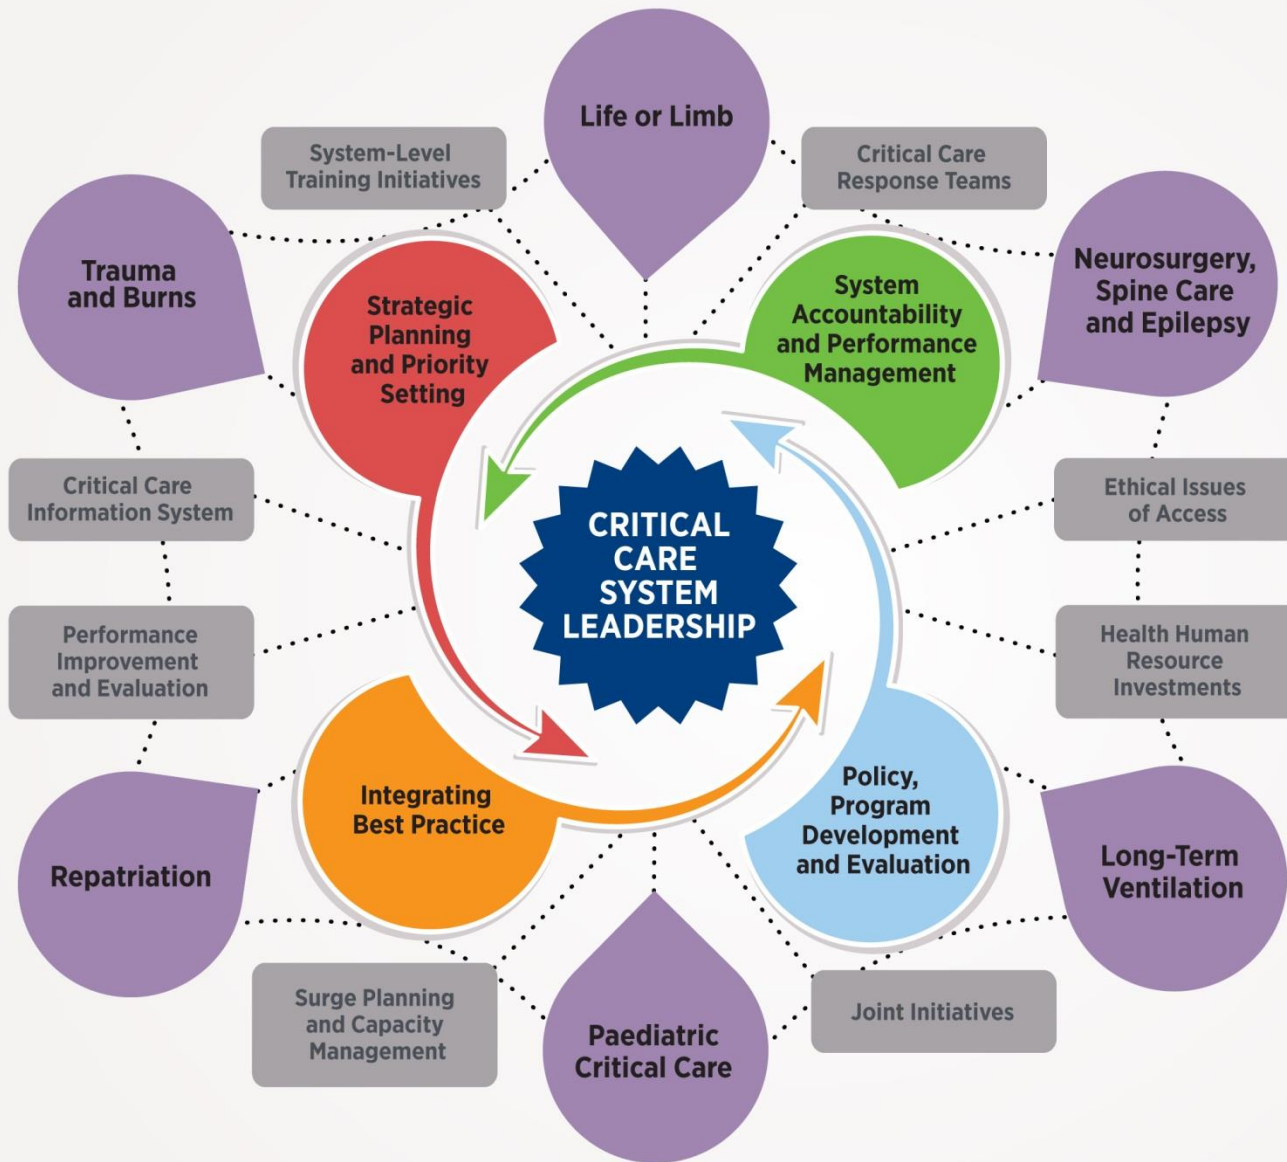 Life or Limb
System-Level
Training Initiatives
Critical Care
Response Teams
Trauma
and Burns
Neurosurgery,
Spine Care
and Epilepsy
Strategic
Planning
and Priority
Setting
System
Accountability
and Performance
Management
Critical Care
Information System
CRITICAL
CARE
SYSTEM
LEADERSHIP
Ethical Issues
of Access
Performance
Improvement
and Evaluation
Health Human
Resource
Investments
Integrating
Best Practice
Policy,
Program
Development
and Evaluation
Repatriation
Long-Term
Ventilation
Surge Planning
and Capacity
Management
Paediatric
Critical Care
Joint Initiatives